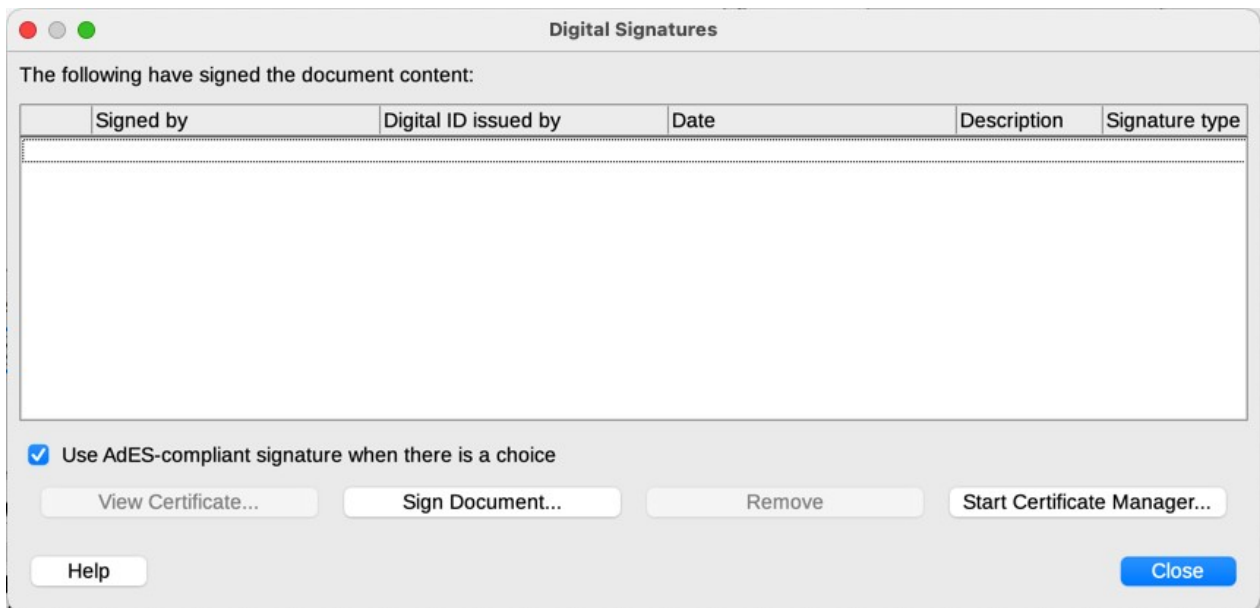 Digital Signatures
The following have signed the document content:
Signed by Digital ID issued by Date Description Signature type
Use AdES-compliant signature when there is a choice
View Certificate... Sign Document... Remove Start Certificate Manager...
Help Close